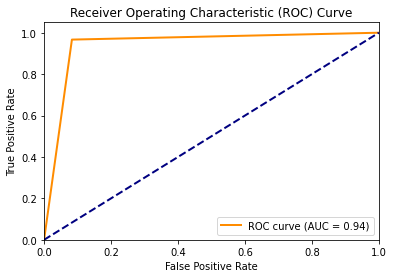 Receiver Operating Characteristic (ROC) Curve
True Positive Rate
1.0
0.8
0.6
0.4
0.2
0.0
ROC curve (AUC = 0.94)
0.0 0.2 0.4 0.6 0.8 1.0
False Positive Rate